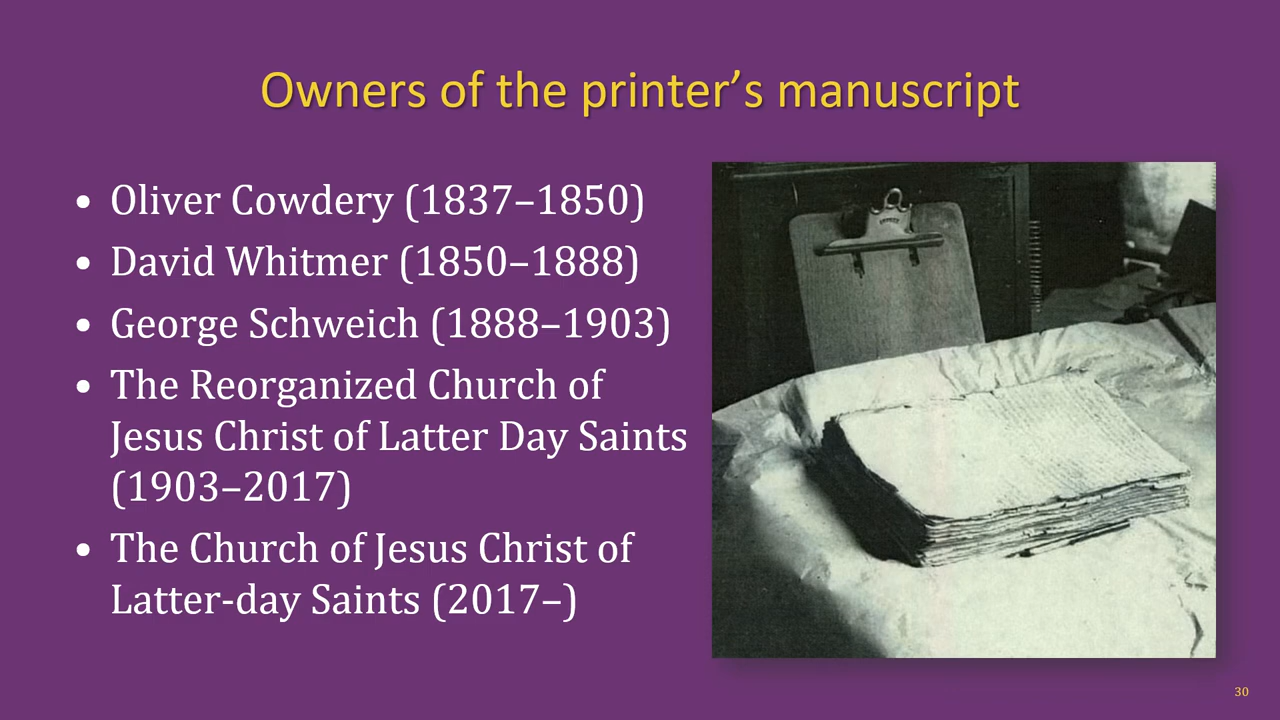 Owners of the printer’s manuscript
• Oliver Cowdery (1837–1850)
• David Whitmer (1850–1888)
• George Schweich (1888–1903)
• The Reorganized Church of
Jesus Christ of Latter Day Saints
(1903–2017)
• The Church of Jesus Christ of
Latter-day Saints (2017–)
30